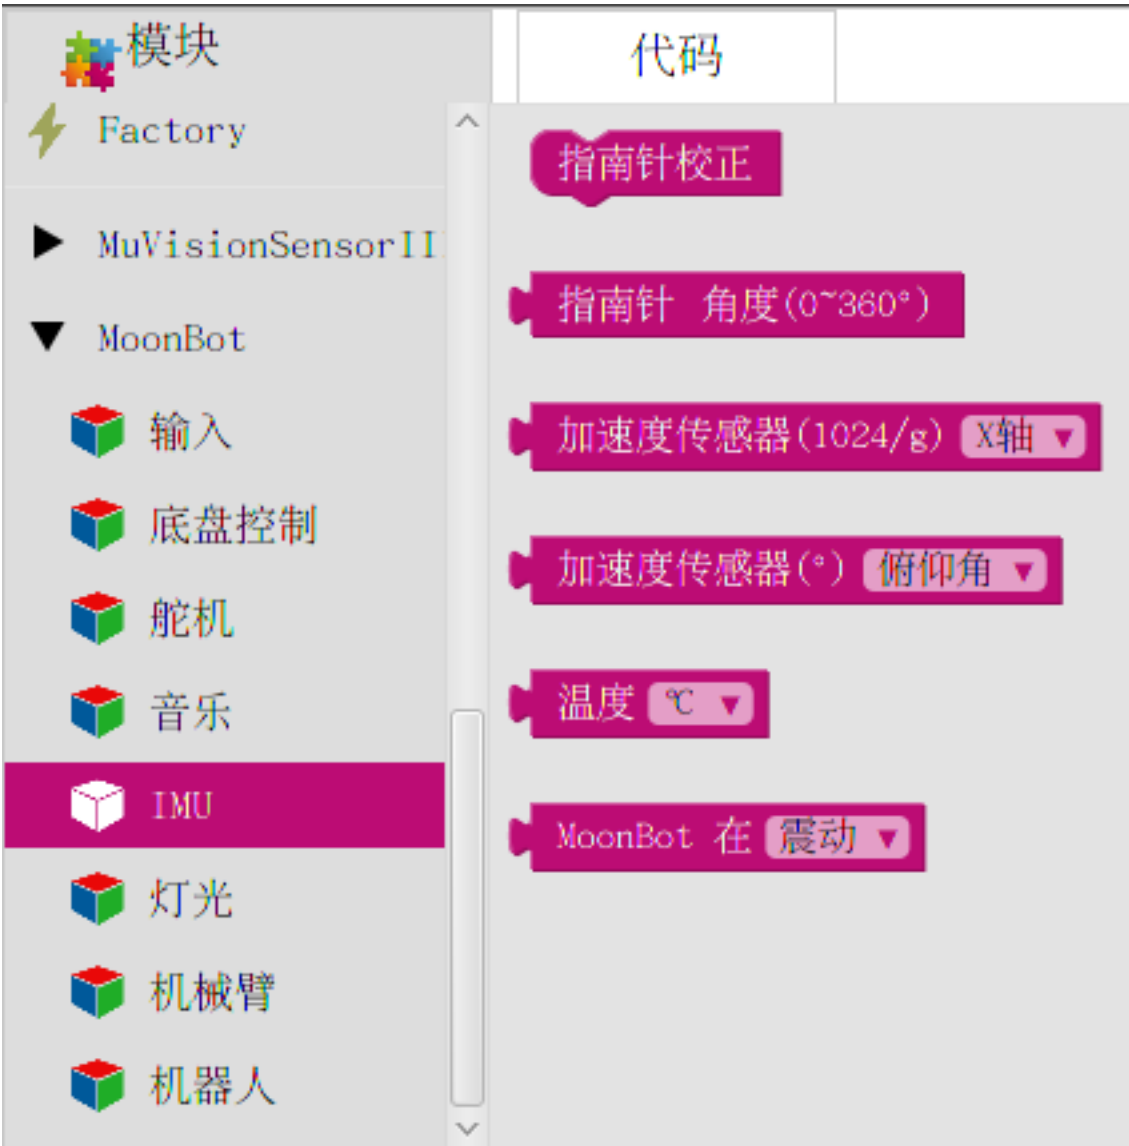 模块
代码
Factory
MuVisionSensorII
MoonBot
输入
底盘控制
舵机
音乐
IMU
灯光
机械臂
机器人
指南针校正
指南针 角度(0~360°)
加速度传感器(1024/g) X轴
加速度传感器(°) 俯仰角
温度 ℃
MoonBot 在 震动